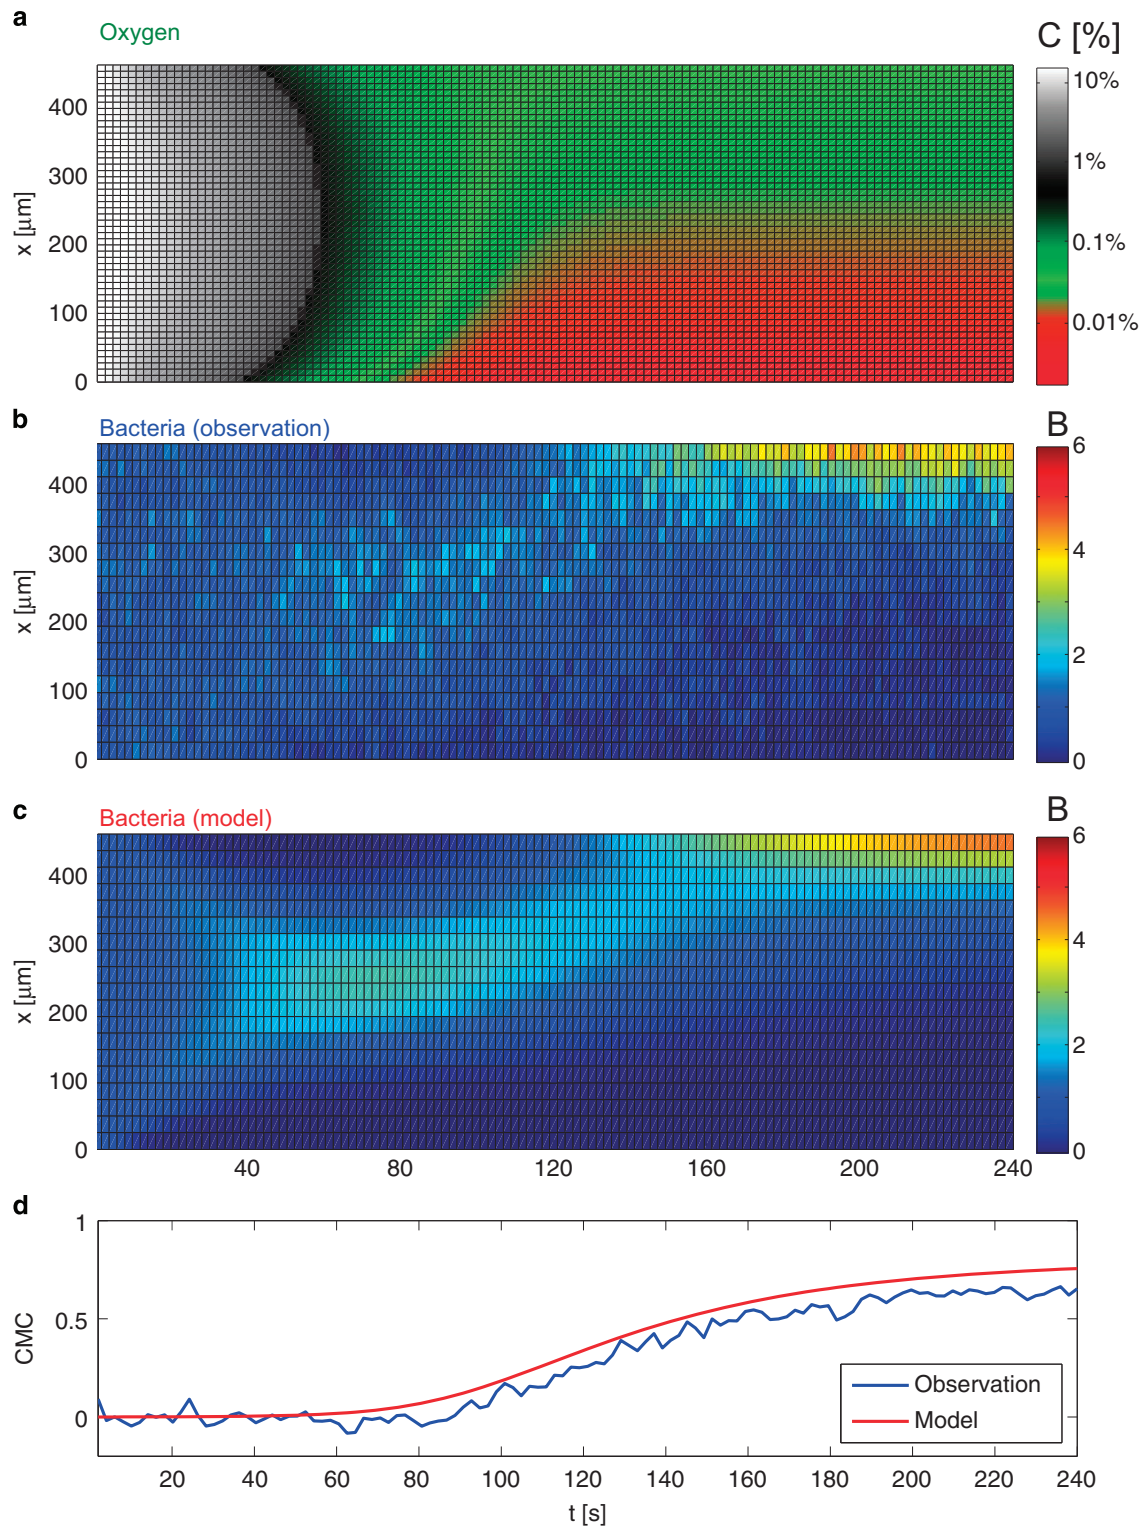 a
Oxygen
C [%]
10%
1%
0.1%
0.01%
400
300
200
100
0
x [µm]
b
Bacteria (observation)
B
6
4
2
0
400
300
200
100
0
x [µm]
c
Bacteria (model)
B
6
4
2
0
400
300
200
100
0
x [µm]
40 80 120 160 200 240
d
1
0.5
0
CMC
Observation
Model
20 40 60 80 100 120 140 160 180 200 220 240
t [s]